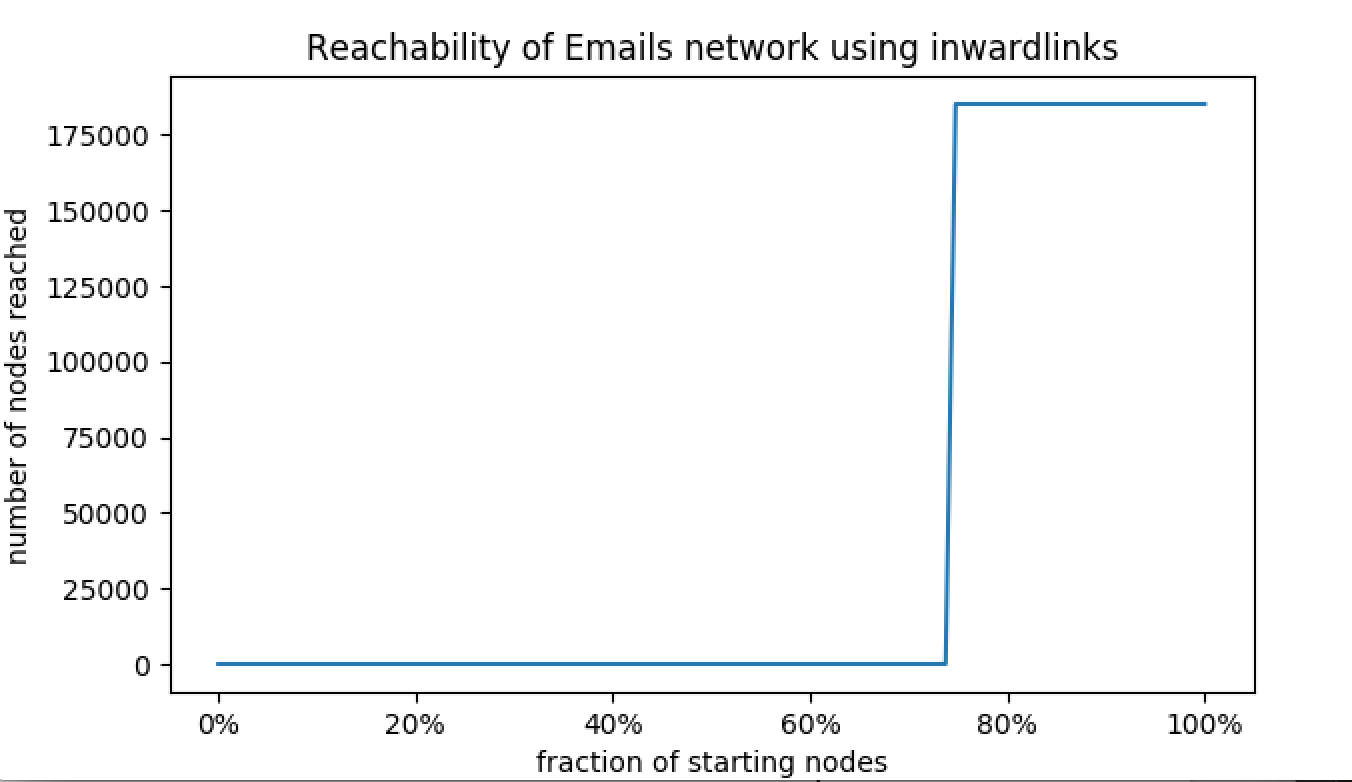 Reachability of Emails network using inwardlinks
number of nodes reached
175000
150000
125000
100000
75000
50000
25000
0
0% 20% 40% 60% 80% 100%
fraction of starting nodes